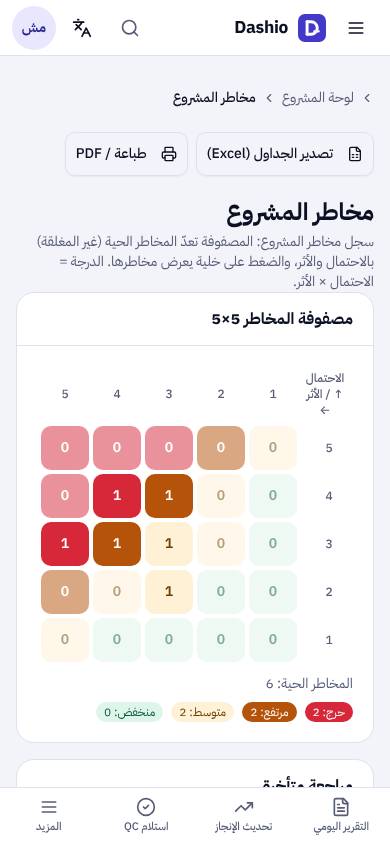 Dashio
مش
لوحة المشروع
مخاطر المشروع
تصدير الجداول (Excel)
طباعة / PDF
مخاطر المشروع
سجل مخاطر المشروع: المصفوفة تعدّ المخاطر الحية (غير المغلقة)
بالاحتمال والأثر، والضغط على خلية يعرض مخاطرها. الدرجة =
الاحتمال × الأثر.
مصفوفة المخاطر 5×5
الاحتمال
↑ / الأثر
←
1 2 3 4 5
5 0 0 0 0 0
4 0 0 1 1 0
3 0 0 1 1 1
2 0 0 1 0 0
1 0 0 0 0 0
المخاطر الحية: 6
حرج: 2
مرتفع: 2
متوسط: 2
منخفض: 0
التقرير اليومي
تحديث الإنجاز
استلام QC
المزيد